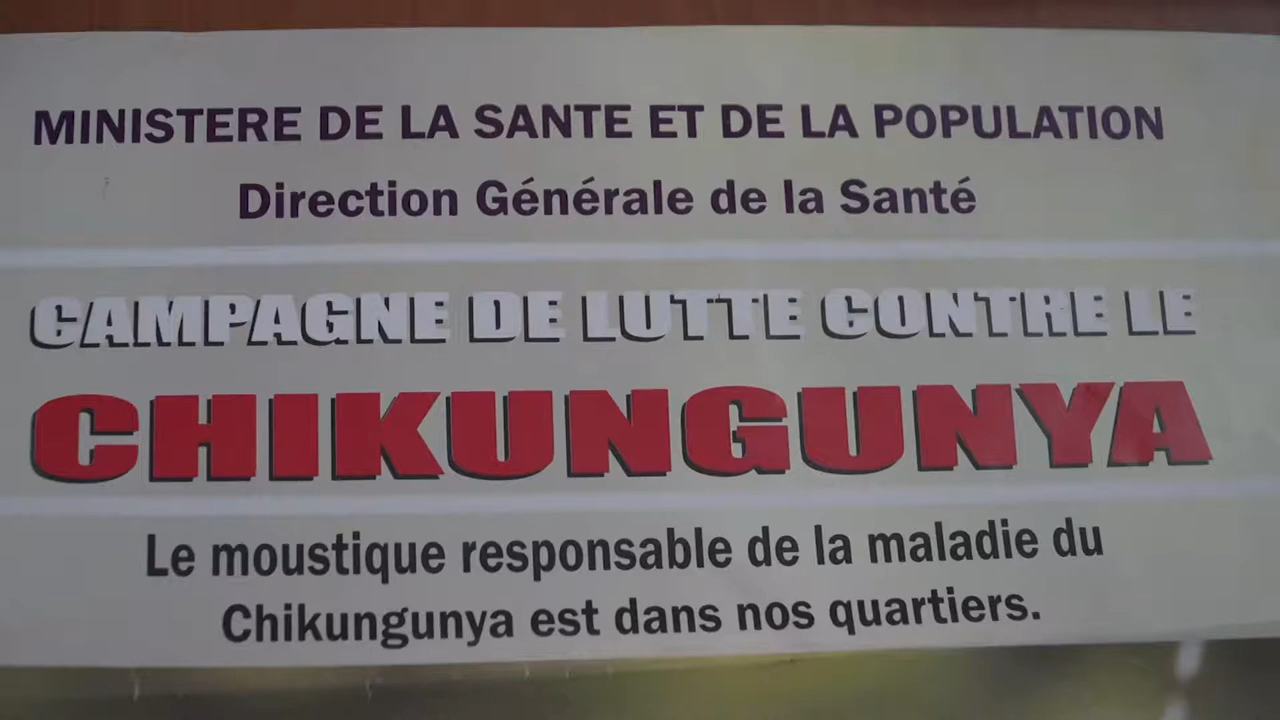 MINISTERE DE LA SANTE ET DE LA POPULATION
Direction Générale de la Santé
CAMPAGNE DE LUTTE CONTRE LE
CHIKUNGUNYA
Le moustique responsable de la maladie du
Chikungunya est dans nos quartiers.